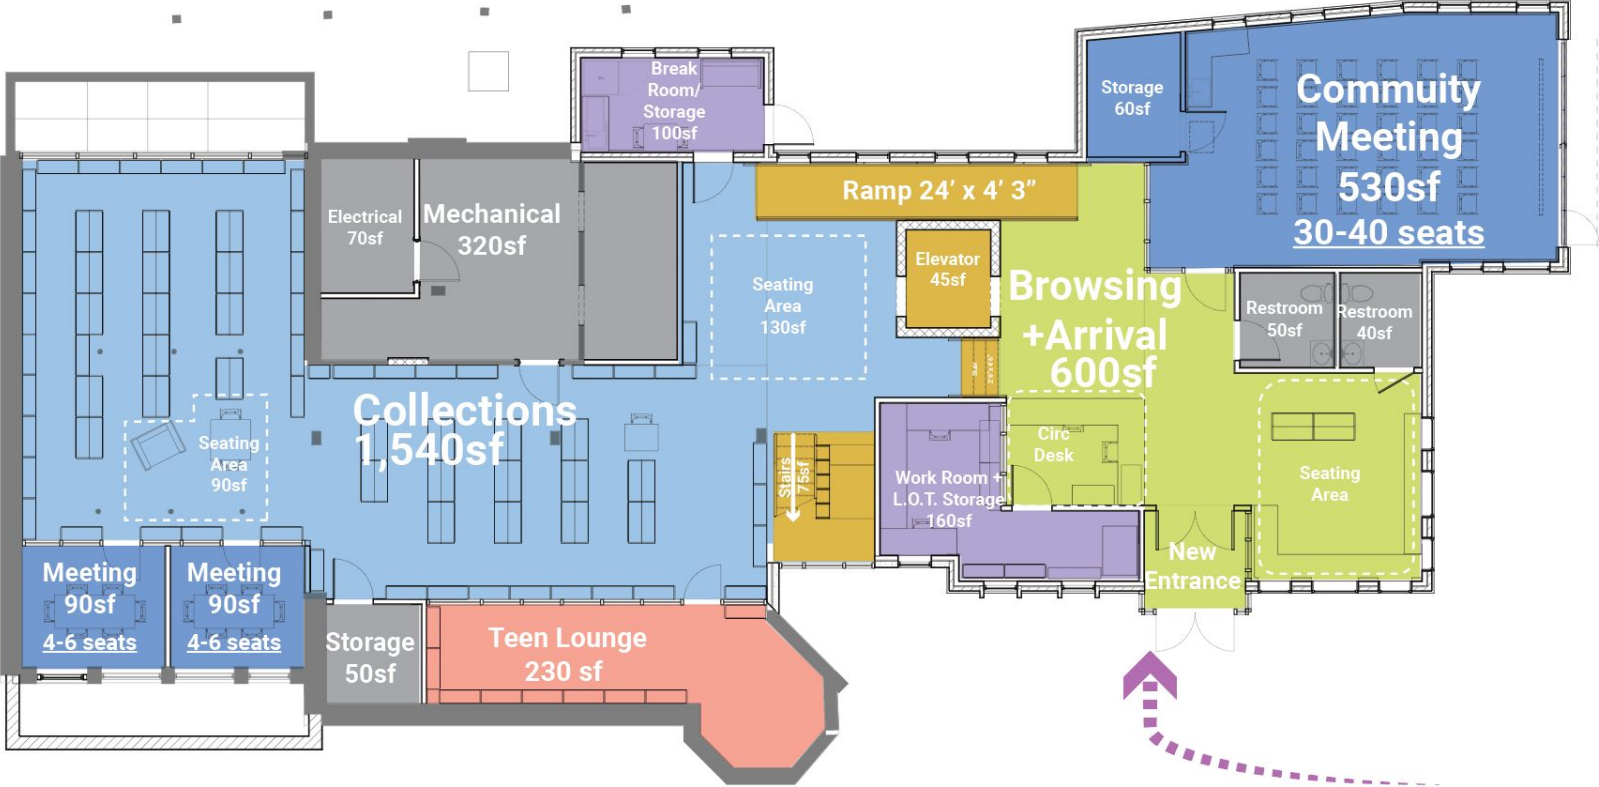 Break
Room/
Storage
100sf
Storage
60sf
Commuity
Meeting
530sf
30-40 seats
Ramp 24’ x 4’ 3”
Electrical
70sf
Mechanical
320sf
Elevator
45sf
Seating
Area
130sf
Browsing
+Arrival
600sf
Restroom
50sf
Restroom
40sf
Collections
1,540sf
Seating
Area
90sf
Circ
Desk
Stairs
75sf
Work Room +
L.O.T. Storage
160sf
Seating
Area
New
Entrance
Meeting
90sf
4-6 seats
Meeting
90sf
4-6 seats
Storage
50sf
Teen Lounge
230 sf